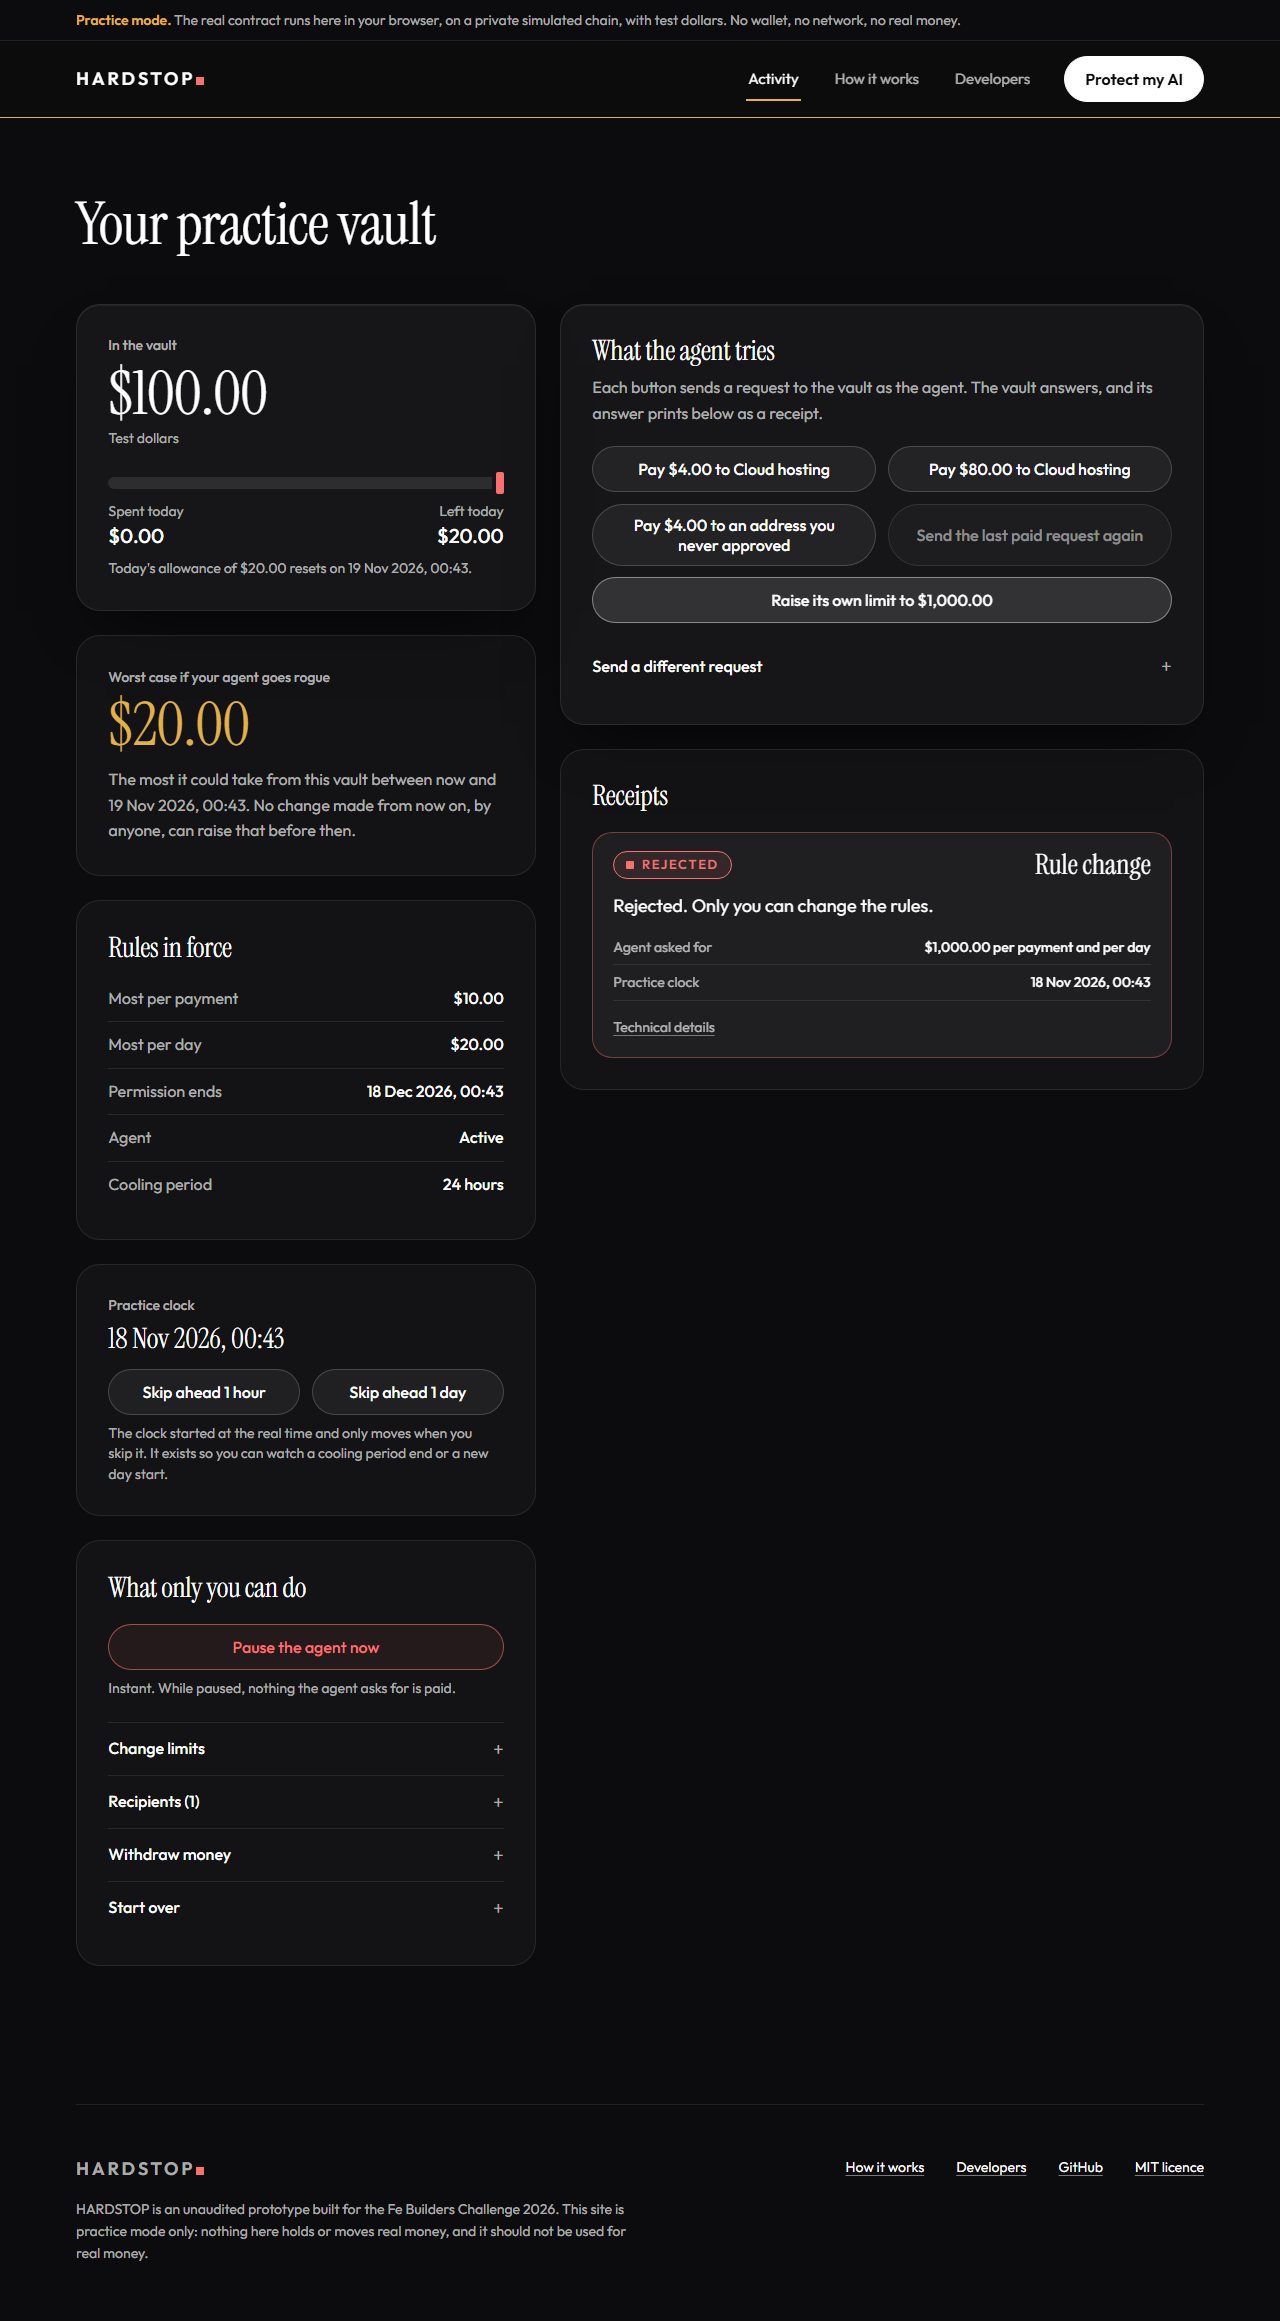 Practice mode. The real contract runs here in your browser, on a private simulated chain, with test dollars. No wallet, no network, no real money.
HARDSTOP
Activity
How it works
Developers
Protect my AI
Your practice vault
In the vault
$100.00
Test dollars
Spent today
Left today
$0.00
$20.00
Today's allowance of $20.00 resets on 19 Nov 2026, 00:43.
Worst case if your agent goes rogue
$20.00
The most it could take from this vault between now and
19 Nov 2026, 00:43. No change made from now on, by
anyone, can raise that before then.
Rules in force
Most per payment
$10.00
Most per day
$20.00
Permission ends
18 Dec 2026, 00:43
Agent
Active
Cooling period
24 hours
Practice clock
18 Nov 2026, 00:43
Skip ahead 1 hour
Skip ahead 1 day
The clock started at the real time and only moves when you
skip it. It exists so you can watch a cooling period end or a new
day start.
What only you can do
Pause the agent now
Instant. While paused, nothing the agent asks for is paid.
Change limits
+
Recipients (1)
+
Withdraw money
+
Start over
+
What the agent tries
Each button sends a request to the vault as the agent. The vault answers, and its
answer prints below as a receipt.
Pay $4.00 to Cloud hosting
Pay $80.00 to Cloud hosting
Pay $4.00 to an address you
never approved
Send the last paid request again
Raise its own limit to $1,000.00
Send a different request
+
Receipts
REJECTED
Rule change
Rejected. Only you can change the rules.
Agent asked for
$1,000.00 per payment and per day
Practice clock
18 Nov 2026, 00:43
Technical details
HARDSTOP
How it works
Developers
GitHub
MIT licence
HARDSTOP is an unaudited prototype built for the Fe Builders Challenge 2026. This site is
practice mode only: nothing here holds or moves real money, and it should not be used for
real money.